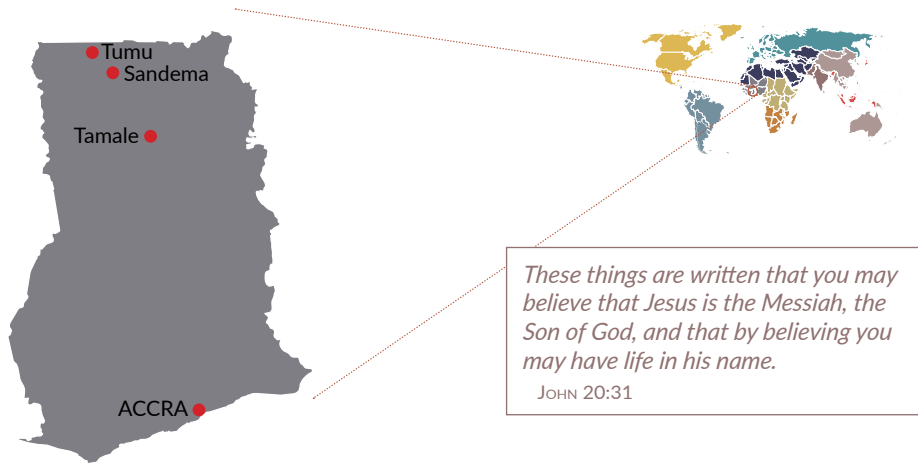 Tumu
Sandema
Tamale
ACCRA
These things are written that you may
believe that Jesus is the Messiah, the
Son of God, and that by believing you
may have life in his name.
John 20:31